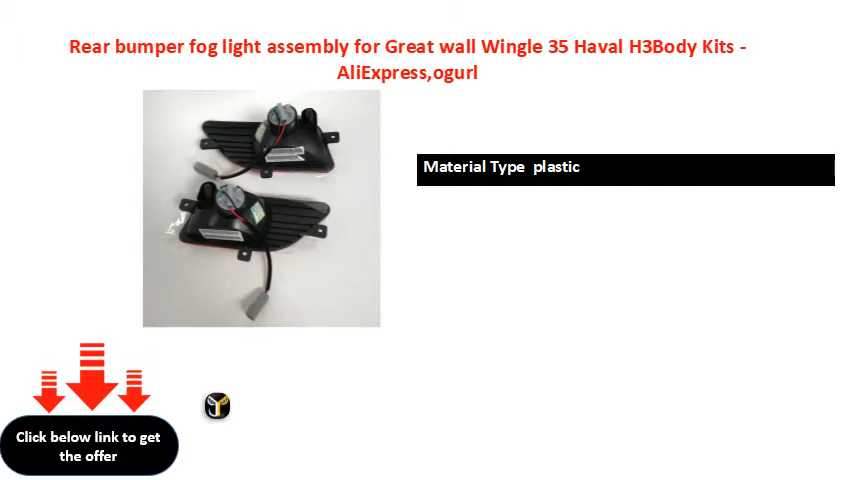 Rear bumper fog light assembly for Great wall Wingle 35 Haval H3Body Kits -
AliExpress,ogurl
Material Type plastic
Click below link to get
the offer